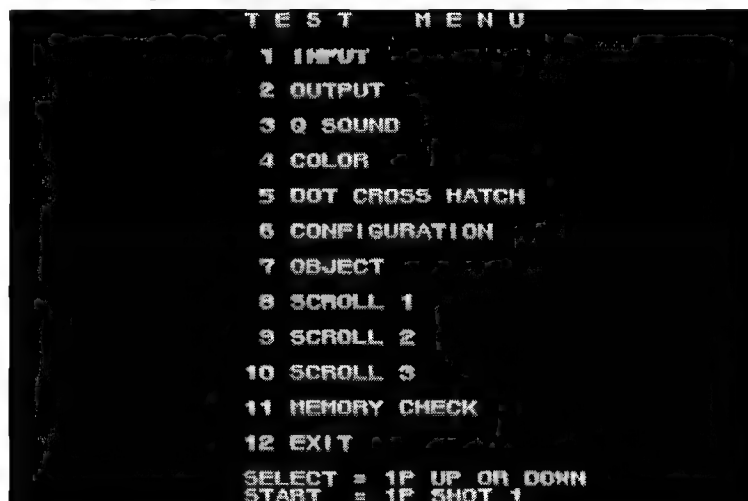 T E S T  M E N U
1 INPUT
2 OUTPUT
3 Q SOUND
4 COLOR
5 DOT CROSS HATCH
6 CONFIGURATION
7 OBJECT
8 SCROLL 1
9 SCROLL 2
10 SCROLL 3
11 MEMORY CHECK
12 EXIT
SELECT = 1P UP OR DOWN
START = 1P SHOT 1